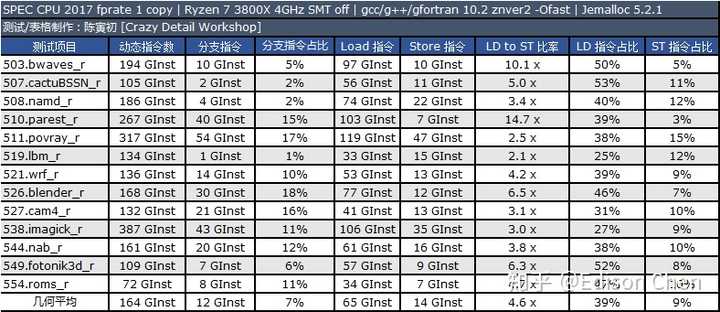 SPEC CPU 2017 fprate 1 copy | Ryzen 7 3800X 4GHz SMT off | gcc/g++/gfortran 10.2 znver2 -Ofast | Jemalloc 5.2.1
测试/表格制作：陈寅初 [Crazy Detail Workshop]
测试项目 动态指令数 分支指令 分支指令占比 Load 指令 Store 指令 LD to ST 比率 LD 指令占比 ST 指令占比
503.bwaves_r 194 GInst 10 GInst 5% 97 GInst 10 GInst 10.1 x 50% 5%
507.cactuBSSN_r 105 GInst 2 GInst 2% 56 GInst 11 GInst 5.0 x 53% 11%
508.namd_r 186 GInst 4 GInst 2% 74 GInst 22 GInst 3.4 x 40% 12%
510.parest_r 267 GInst 40 GInst 15% 103 GInst 7 GInst 14.7 x 39% 3%
511.povray_r 317 GInst 54 GInst 17% 119 GInst 47 GInst 2.5 x 38% 15%
519.lbm_r 134 GInst 1 GInst 1% 33 GInst 15 GInst 2.1 x 25% 12%
521.wrf_r 136 GInst 14 GInst 10% 53 GInst 13 GInst 4.2 x 39% 9%
526.blender_r 168 GInst 30 GInst 18% 77 GInst 12 GInst 6.5 x 46% 7%
527.cam4_r 132 GInst 21 GInst 16% 41 GInst 13 GInst 3.1 x 31% 10%
538.imagick_r 387 GInst 43 GInst 11% 106 GInst 35 GInst 3.0 x 27% 9%
544.nab_r 161 GInst 20 GInst 12% 61 GInst 16 GInst 3.8 x 38% 10%
549.fotonik3d_r 109 GInst 7 GInst 6% 57 GInst 9 GInst 6.3 x 52% 8%
554.roms_r 72 GInst 8 GInst 11% 34 GInst 7 GInst
几何平均 164 GInst 12 GInst 7% 65 GInst 14 GInst 4.6 x 39% 9%
知乎 @Edison Chen